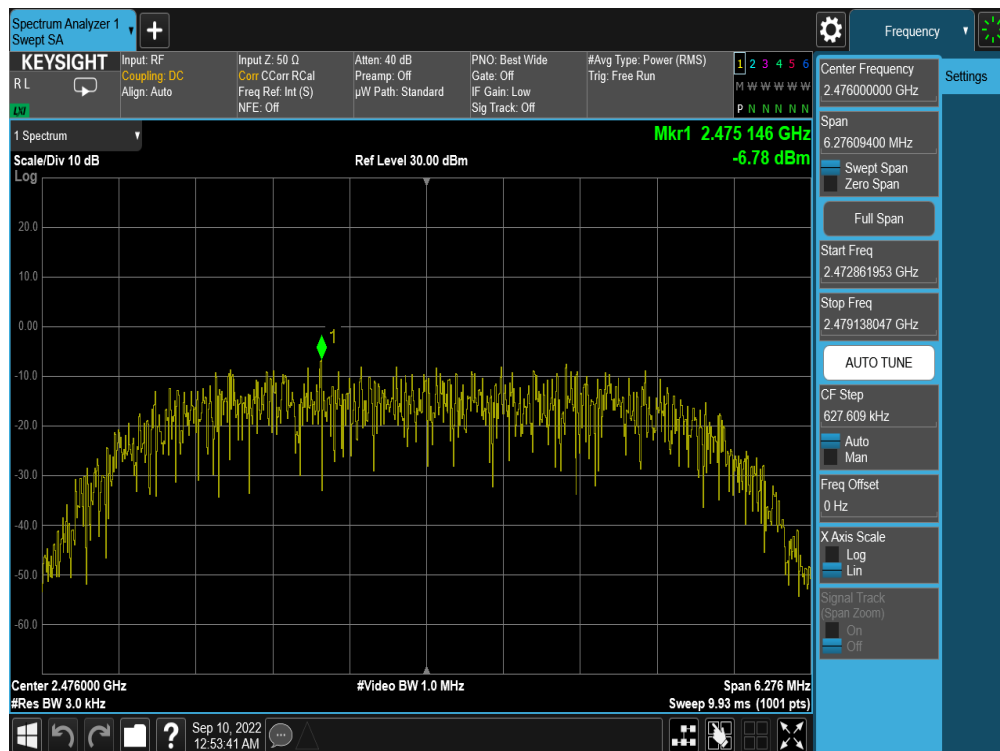 Spectrum Analyzer 1
Swept SA
Frequency
KEYSIGHT
R L
LXI
Input: RF
Coupling: DC
Align: Auto
Input Z: 50 Ω
Corr CCorr RCal
Freq Ref: Int (S)
NFE: Off
Atten: 40 dB
Preamp: Off
µW Path: Standard
PNO: Best Wide
Gate: Off
IF Gain: Low
Sig Track: Off
#Avg Type: Power (RMS)
Trig: Free Run
1 2 3 4 5 6
M W W W W W
P N N N N N
1 Spectrum
Mkr1 2.475 146 GHz
-6.78 dBm
Scale/Div 10 dB
Ref Level 30.00 dBm
Log
20.0
10.0
0.00
1
-10.0
-20.0
-30.0
-40.0
-50.0
-60.0
Center 2.476000 GHz
#Video BW 1.0 MHz
Span 6.276 MHz
#Res BW 3.0 kHz
Sweep 9.93 ms (1001 pts)
Center Frequency
2.476000000 GHz
Settings
Span
6.27609400 MHz
Swept Span
Zero Span
Full Span
Start Freq
2.472861953 GHz
Stop Freq
2.479138047 GHz
AUTO TUNE
CF Step
627.609 kHz
Auto
Man
Freq Offset
0 Hz
X Axis Scale
Log
Lin
Signal Track
(Span Zoom)
On
Off
?
Sep 10, 2022
12:53:41 AM